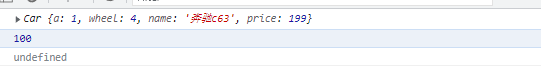 Car {a: 1, wheel: 4, name: '奔驰c63', price: 199}
100
undefined